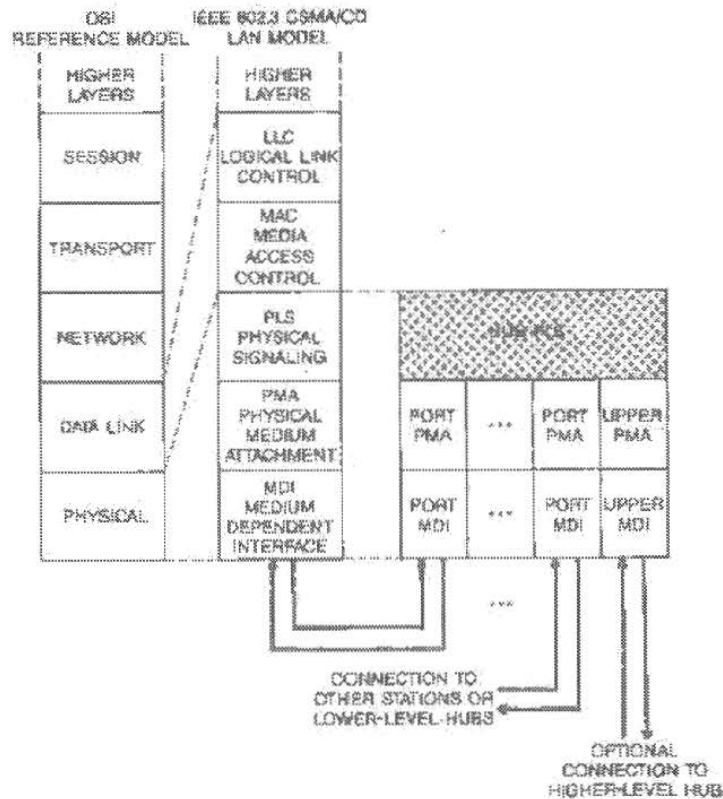 OSI
REFERENCE MODEL
IEEE 802.3 CSMA/CD
LAN MODEL
HIGHER
LAYERS
SESSION
TRANSPORT
NETWORK
DATA LINK
PHYSICAL
HIGHER
LAYERS
LLC
LOGICAL LINK
CONTROL
MAC
MEDIA
ACCESS
CONTROL
PLS
PHYSICAL
SIGNALING
PMA
PHYSICAL
MEDIUM
ATTACHMENT
MDI
MEDIUM
DEPENDENT
INTERFACE
HUB PLS
PORT
PMA
...
PORT
PMA
UPPER
PMA
PORT
MDI
...
PORT
MDI
UPPER
MDI
...
CONNECTION TO
OTHER STATIONS OR
LOWER-LEVEL-HUBS
OPTIONAL
CONNECTION TO
HIGHER-LEVEL HUB